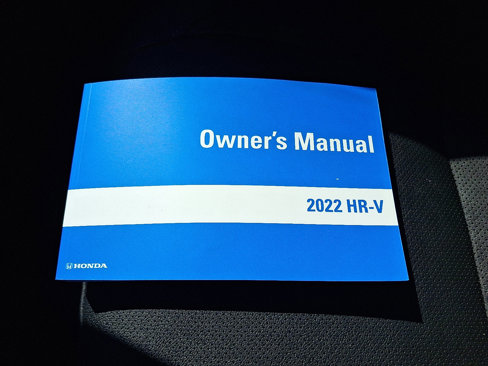 Owner's Manual
2022 HR-V
HONDA